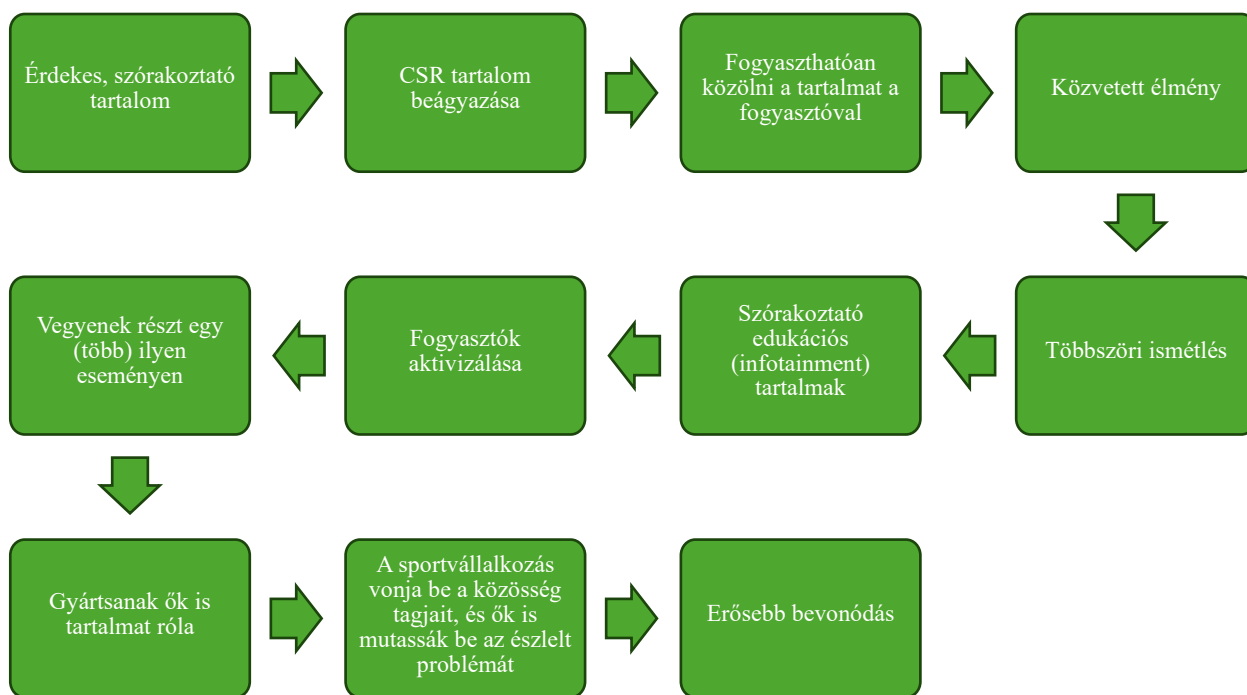 Érdekes, szórakoztató
tartalom
CSR tartalom
beágyazása
Fogyaszthatóan
közölni a tartalmat a
fogyasztóval
Közvetett élmény
Többszöri ismétlés
Szórakoztató
edukációs
(infotainment)
tartalmak
Fogyasztók
aktivizálása
Vegyenek részt egy
(több) ilyen
eseményen
Gyártsanak ők is
tartalmat róla
A sportvállalkozás
vonja be a közösség
tagjait, és ők is
mutassák be az észlelt
problémát
Erősebb bevonódás